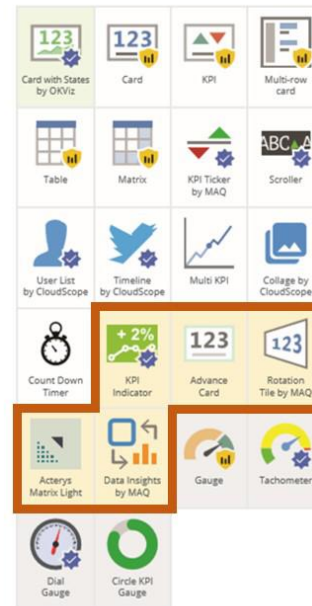 123
123
Card with States
by OKViz
Card
KPI
Multi-row
card
ABC
Table
Matrix
KPI Ticker
by MAQ
Scroller
User List
by CloudScope
Timeline
by CloudScope
Multi KPI
Collage by
CloudScope
+ 2%
123
123
Count Down
Timer
KPI
Indicator
Advance
Card
Rotation
Tile by MAQ
Acterys
Matrix Light
Data Insights
by MAQ
Gauge
Tachometer
Dial
Gauge
Circle KPI
Gauge